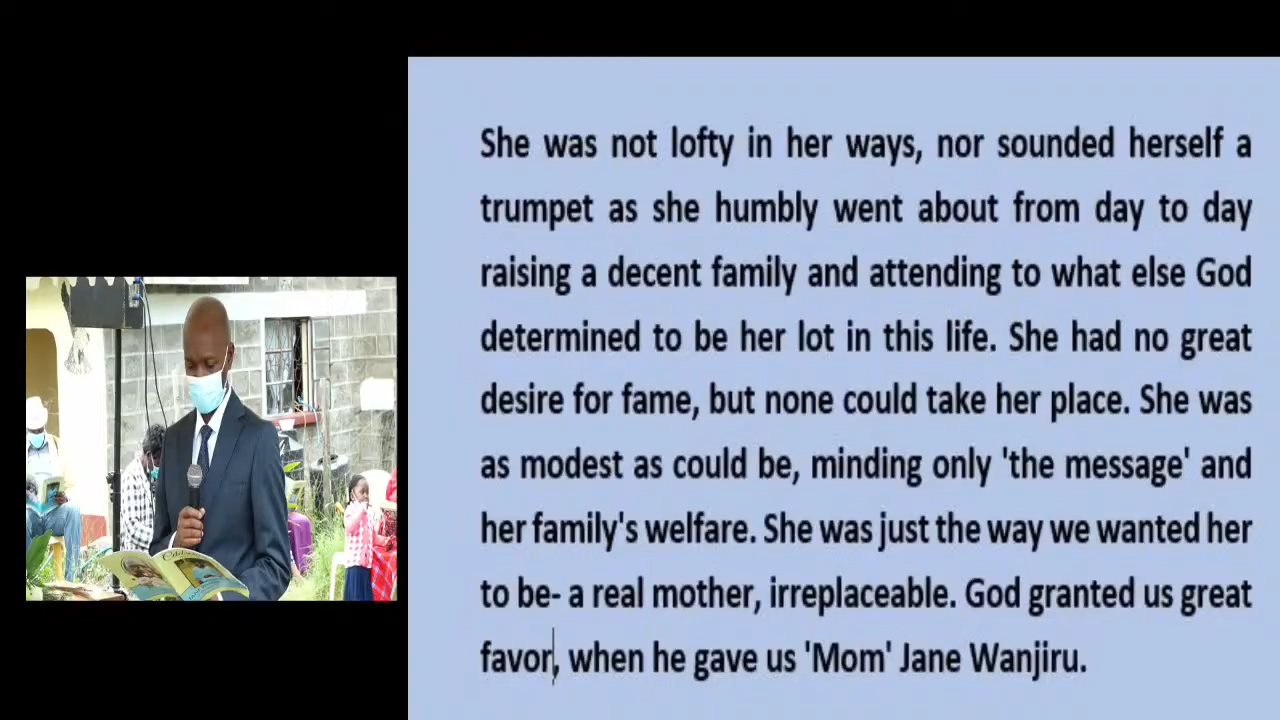 She was not lofty in her ways, nor sounded herself a
trumpet as she humbly went about from day to day
raising a decent family and attending to what else God
determined to be her lot in this life. She had no great
desire for fame, but none could take her place. She was
as modest as could be, minding only 'the message' and
her family's welfare. She was just the way we wanted her
to be- a real mother, irreplaceable. God granted us great
favor, when he gave us 'Mom' Jane Wanjiru.